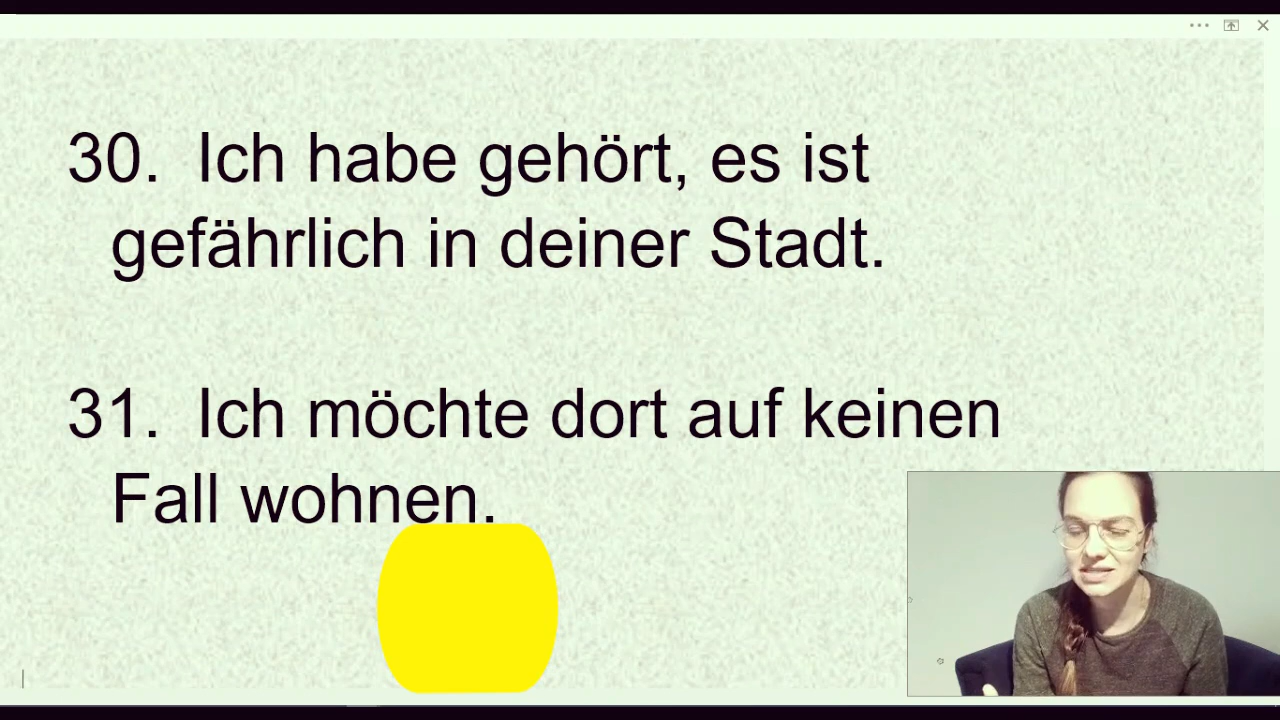 30. Ich habe gehört, es ist
gefährlich in deiner Stadt.
31. Ich möchte dort auf keinen
Fall wohnen.